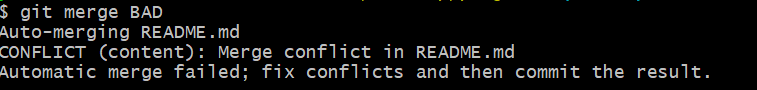 $ git merge BAD
Auto-merging README.md
CONFLICT (content): Merge conflict in README.md
Automatic merge failed; fix conflicts and then commit the result.